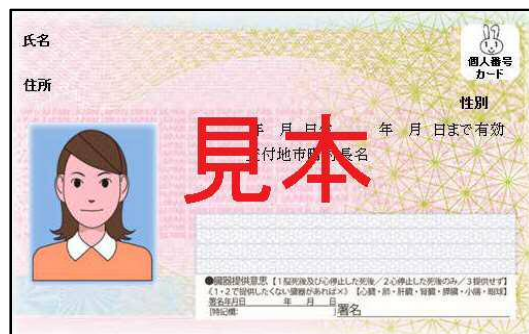 氏名
個人番号
カード
住所
性別
年 月 日生 年 月 日まで有効
見本
交付地市町村長名
●臓器提供意思【1脳死後及び心停止した死後／2心停止した死後のみ／3提供せず】
《1・2で提供したくない臓器があれば×》【心臓・肺・肝臓・腎臓・膵臓・小腸・眼球】
署名年月日 年 月 日
[特記欄: ]署名